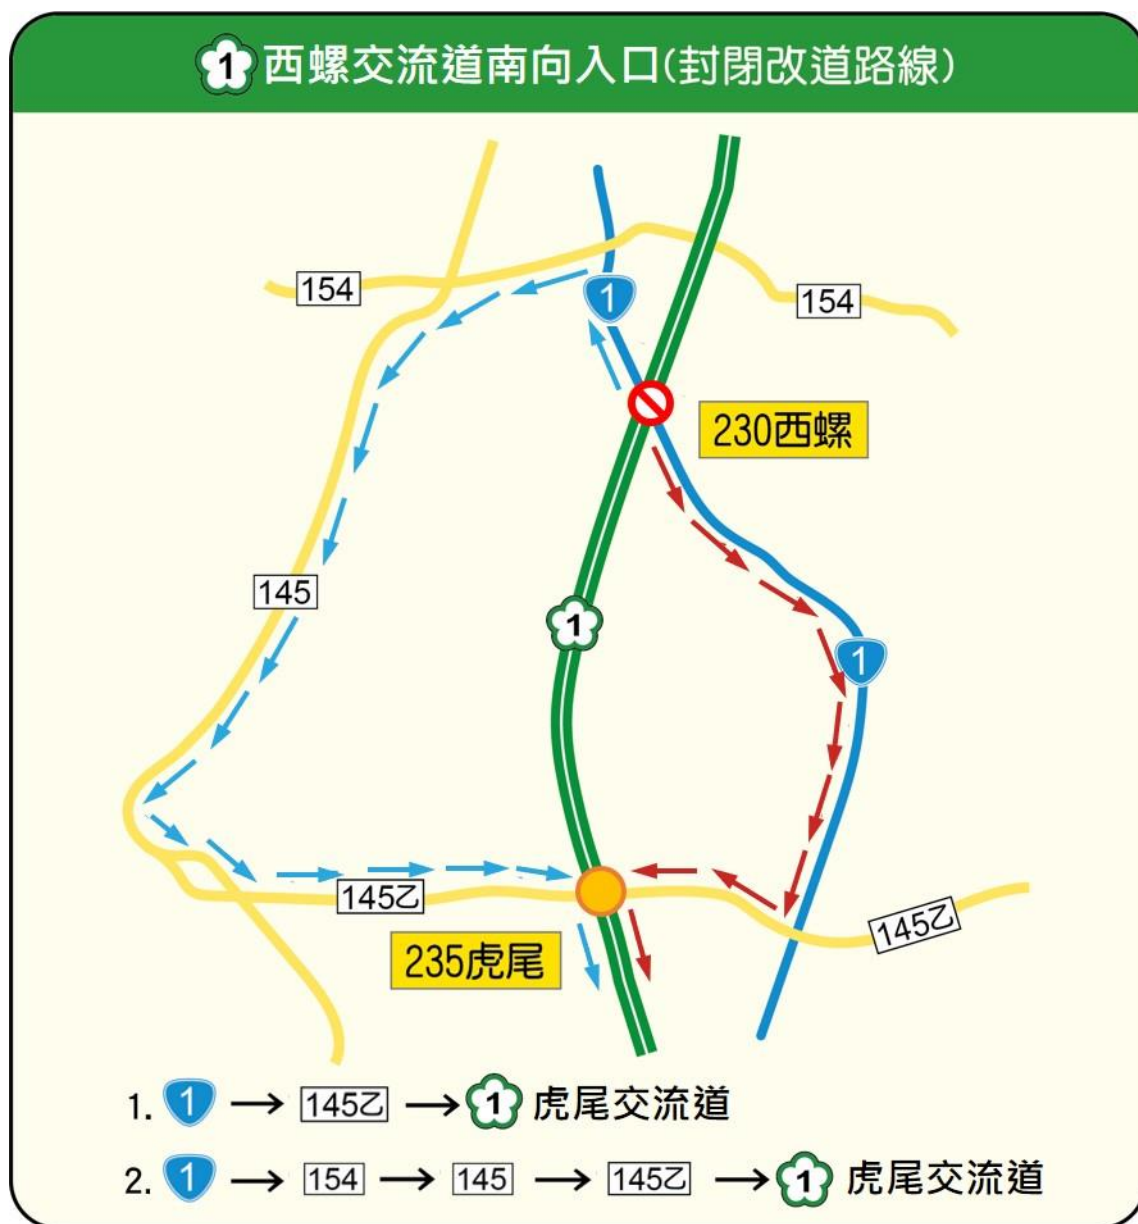 1 西螺交流道南向入口(封閉改道路線)
154
1
154
230西螺
145
1
1
145乙
145乙
235虎尾
1. 1 → 145乙 → 1 虎尾交流道
2. 1 → 154 → 145 → 145乙 → 1 虎尾交流道